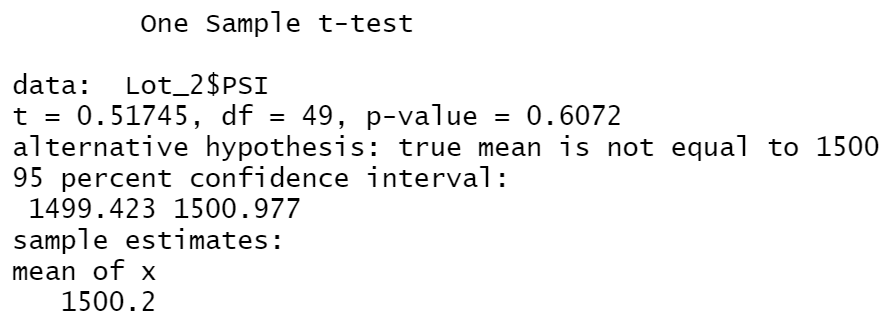 One Sample t-test
data:  Lot_2$PSI
t = 0.51745, df = 49, p-value = 0.6072
alternative hypothesis: true mean is not equal to 1500
95 percent confidence interval:
1499.423 1500.977
sample estimates:
mean of x
1500.2